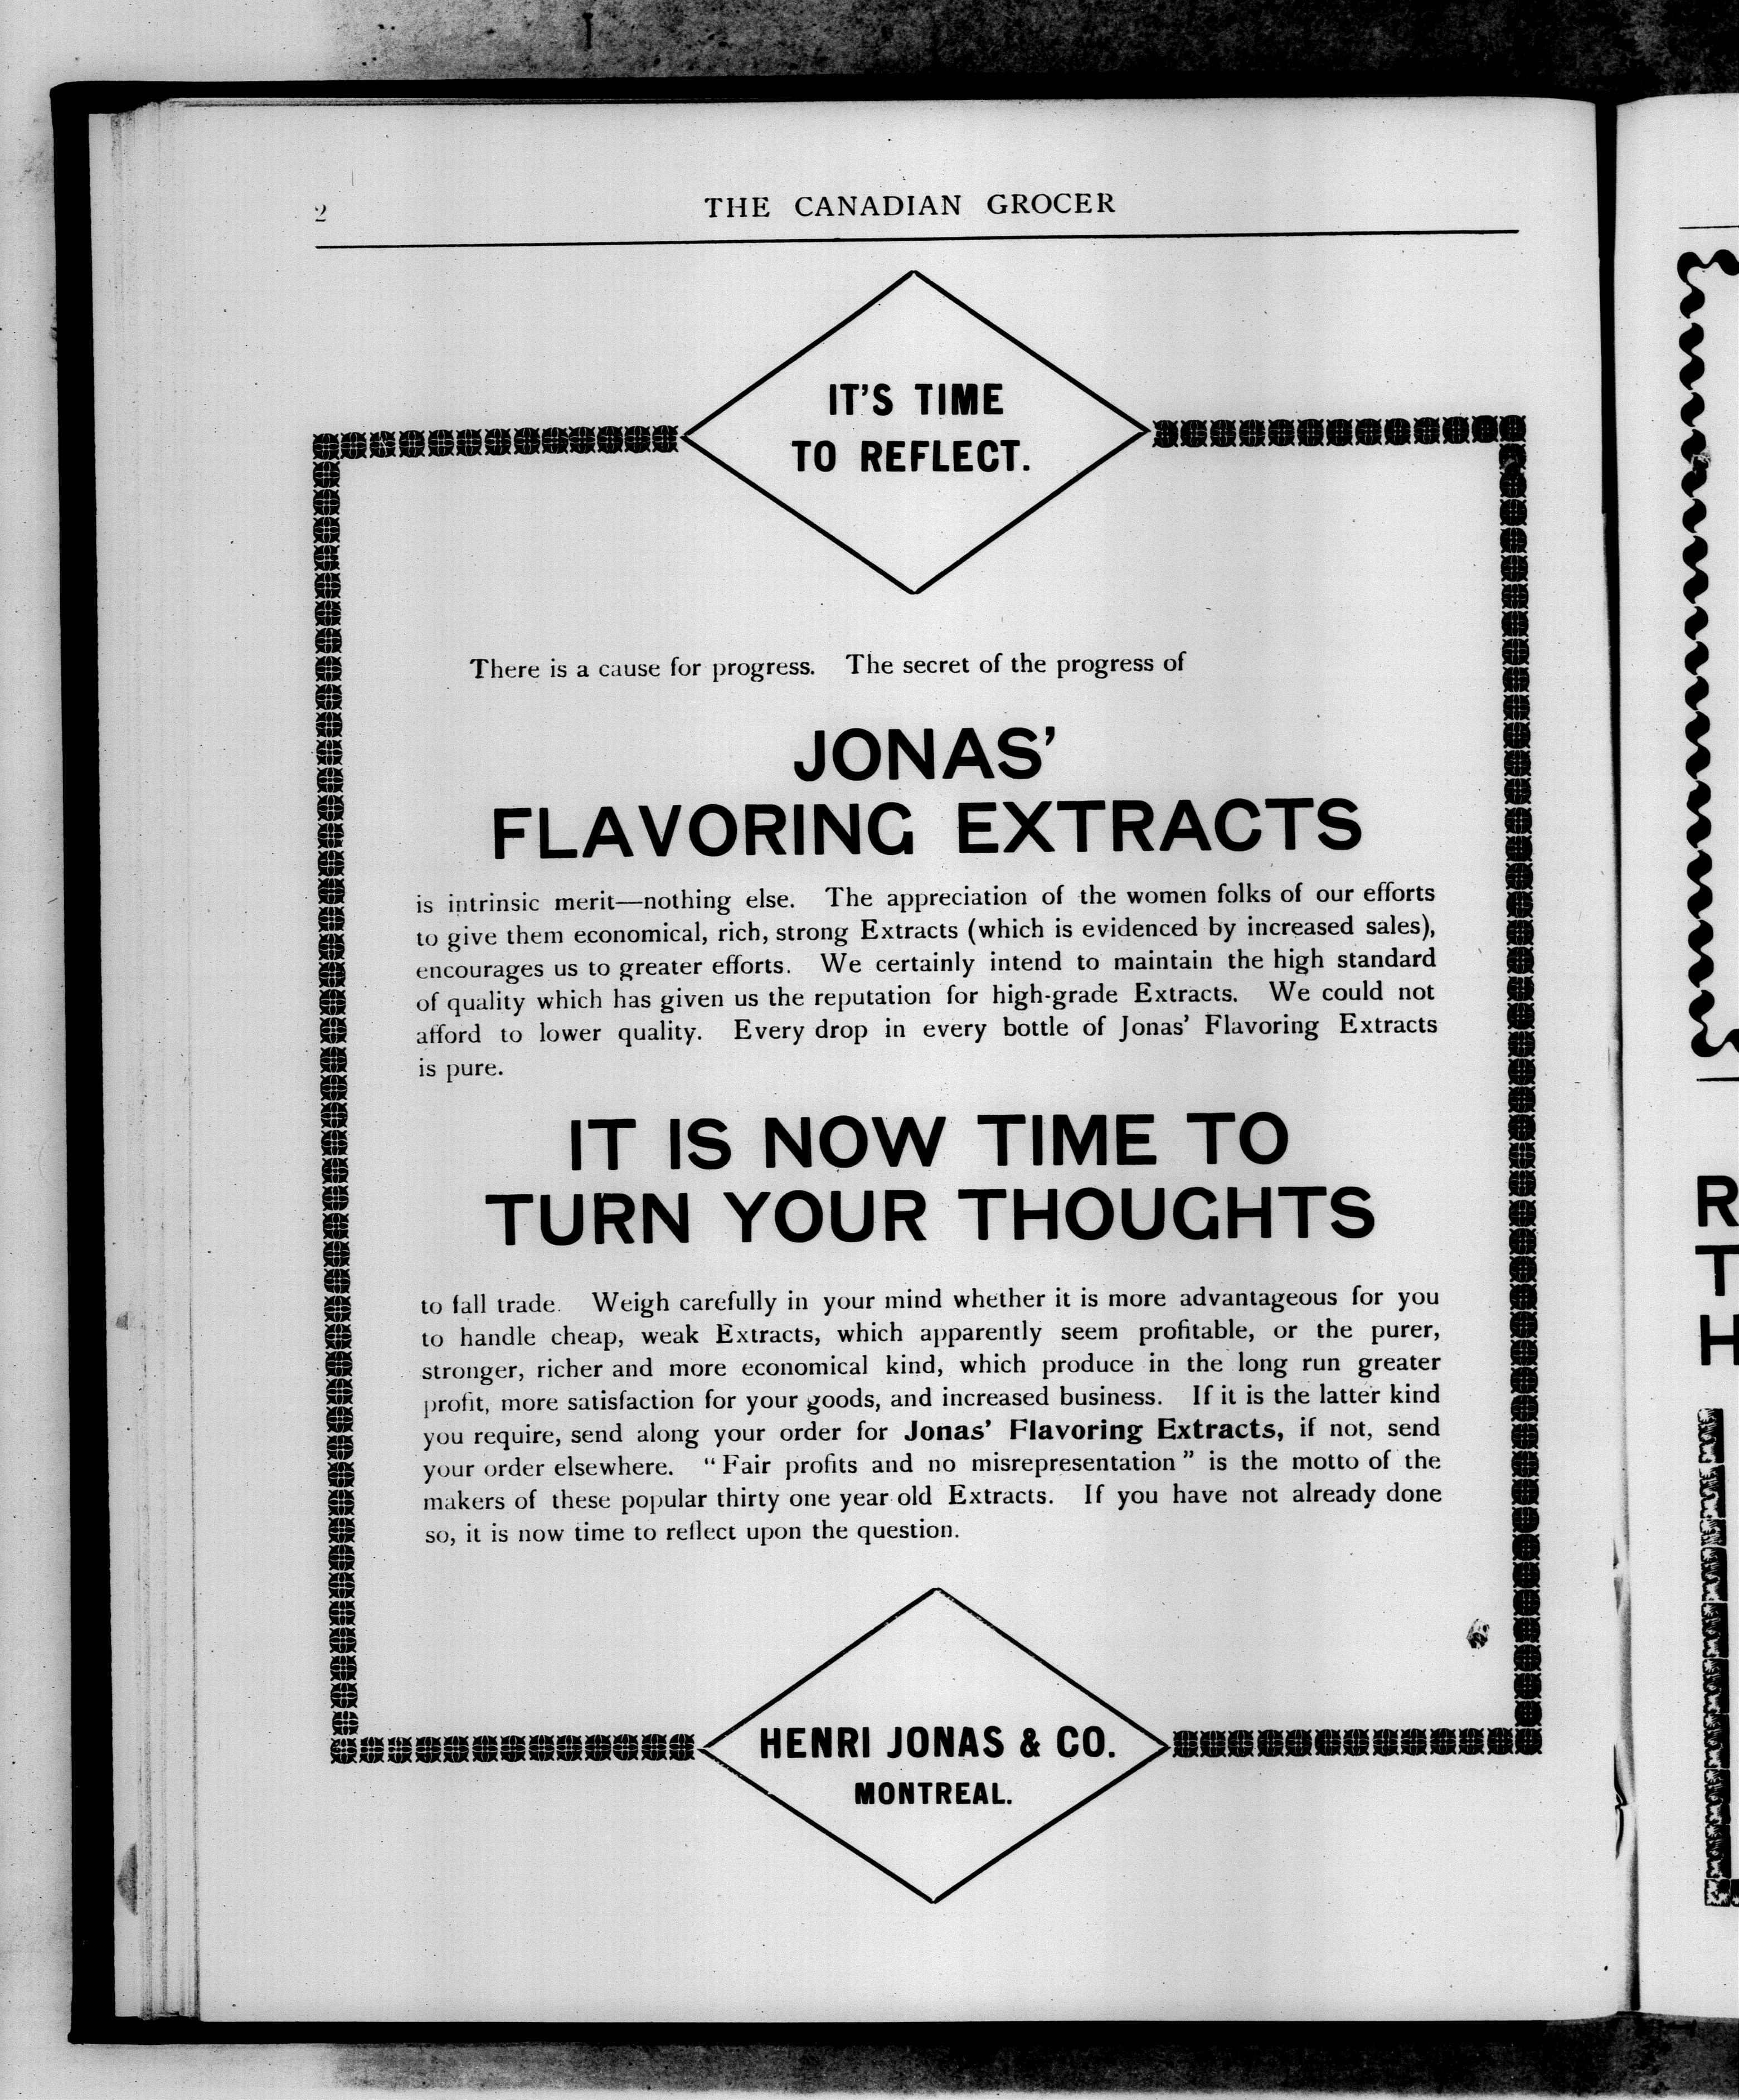 2
THE CANADIAN GROCER
IT'S TIME
TO REFLECT.
There is a cause for progress. The secret of the progress of
JONAS'
FLAVORING EXTRACTS
is intrinsic merit—nothing else. The appreciation of the women folks of our efforts
to give them economical, rich, strong Extracts (which is evidenced by increased sales),
encourages us to greater efforts. We certainly intend to maintain the high standard
of quality which has given us the reputation for high-grade Extracts. We could not
afford to lower quality. Every drop in every bottle of Jonas' Flavoring Extracts
is pure.
IT IS NOW TIME TO
TURN YOUR THOUGHTS
to fall trade. Weigh carefully in your mind whether it is more advantageous for you
to handle cheap, weak Extracts, which apparently seem profitable, or the purer,
stronger, richer and more economical kind, which produce in the long run greater
profit, more satisfaction for your goods, and increased business. If it is the latter kind
you require, send along your order for Jonas' Flavoring Extracts, if not, send
your order elsewhere. "Fair profits and no misrepresentation" is the motto of the
makers of these popular thirty one year old Extracts. If you have not already done
so, it is now time to reflect upon the question.
HENRI JONAS & CO.
MONTREAL.
R
T
H